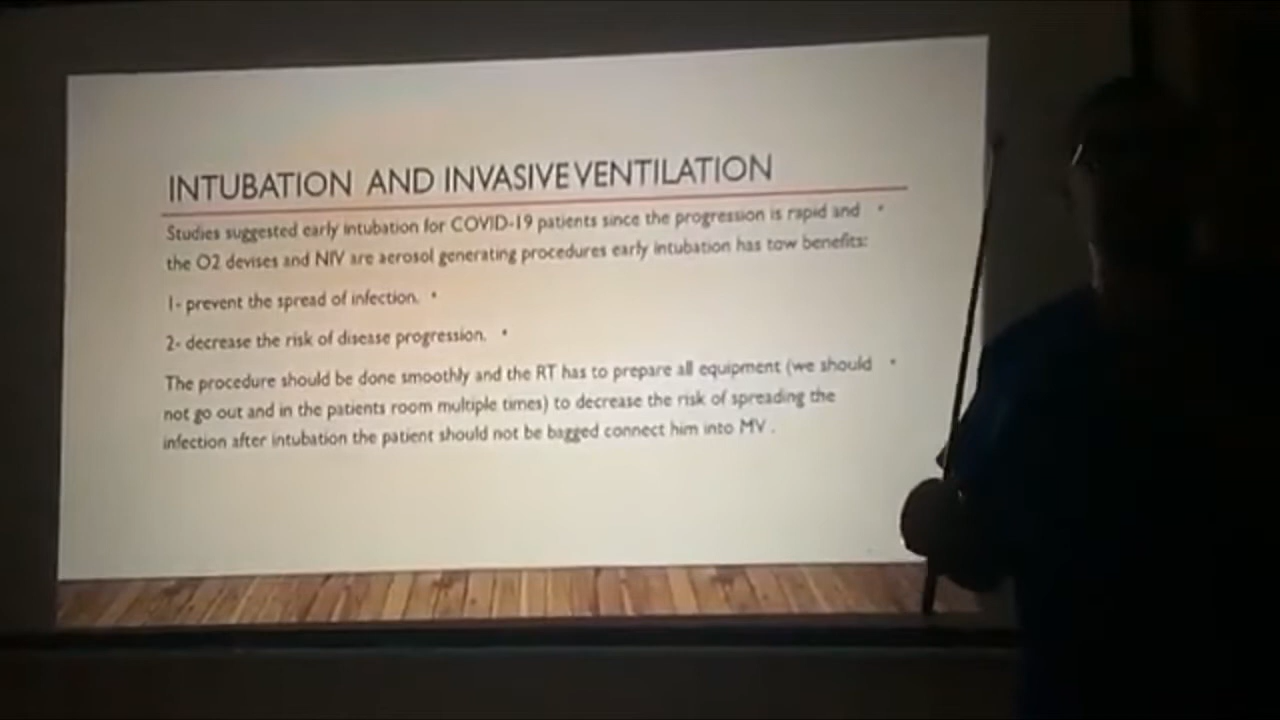 INTUBATION AND INVASIVE VENTILATION
Studies suggested early intubation for COVID-19 patients since the progression is rapid and •
the O2 devises and NIV are aerosol generating procedures early intubation has tow benefits:
1- prevent the spread of infection. •
2- decrease the risk of disease progression. •
The procedure should be done smoothly and the RT has to prepare all equipment (we should •
not go out and in the patients room multiple times) to decrease the risk of spreading the
infection after intubation the patient should not be bagged connect him into MV .